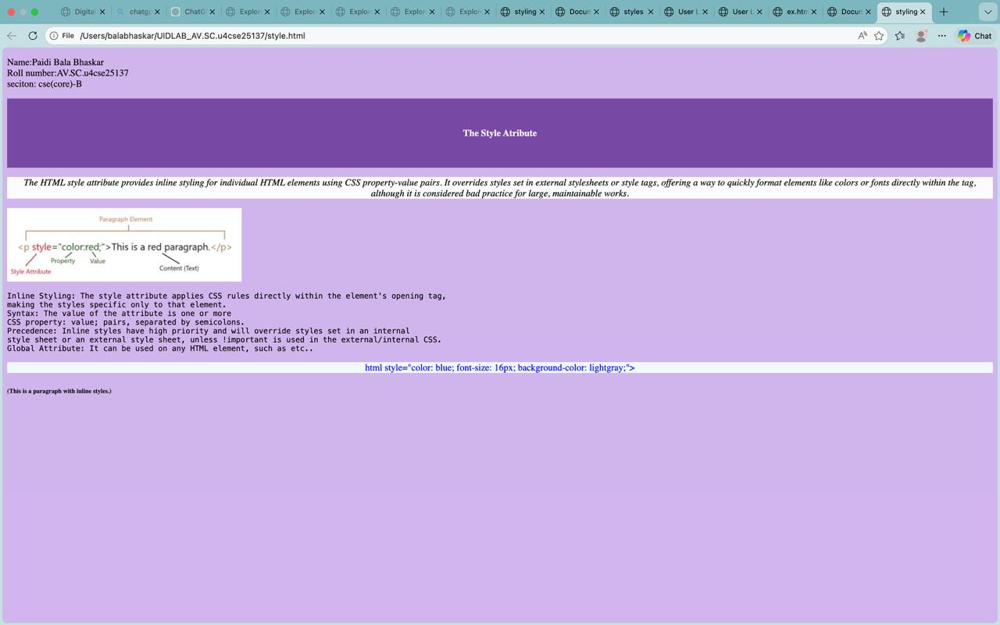 Digital
chatgp
ChatG
Explor
Explor
Explor
Explor
Explor
styling
Docum
styles
User L
User L
ex.htm
Docum
styling
File /Users/balabhaskar/UIDLAB_AV.SC.u4cse25137/style.html
Chat
Name:Paidi Bala Bhaskar
Roll number:AV.SC.u4cse25137
seciton: cse(core)-B
The Style Atribute
The HTML style attribute provides inline styling for individual HTML elements using CSS property-value pairs. It overrides styles set in external stylesheets or style tags, offering a way to quickly format elements like colors or fonts directly within the tag,
although it is considered bad practice for large, maintainable works.
Paragraph Element
<p style="color:red;">This is a red paragraph.</p>
Property Value
Content (Text)
Style Attribute
Inline Styling: The style attribute applies CSS rules directly within the element's opening tag,
making the styles specific only to that element.
Syntax: The value of the attribute is one or more
CSS property: value; pairs, separated by semicolons.
Precedence: Inline styles have high priority and will override styles set in an internal
style sheet or an external style sheet, unless !important is used in the external/internal CSS.
Global Attribute: It can be used on any HTML element, such as etc..
html style="color: blue; font-size: 16px; background-color: lightgray;">
(This is a paragraph with inline styles.)